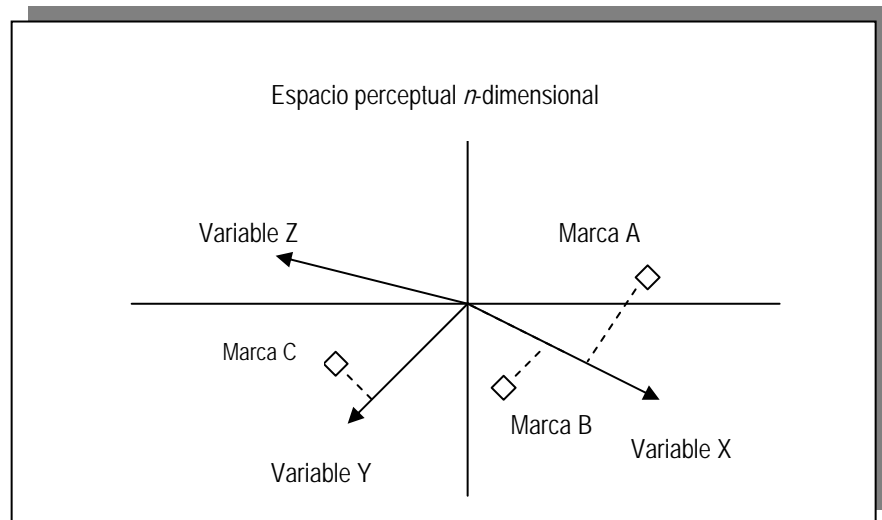 Espacio perceptual n-dimensional
Variable Z
Marca A
Marca C
Marca B
Variable X
Variable Y